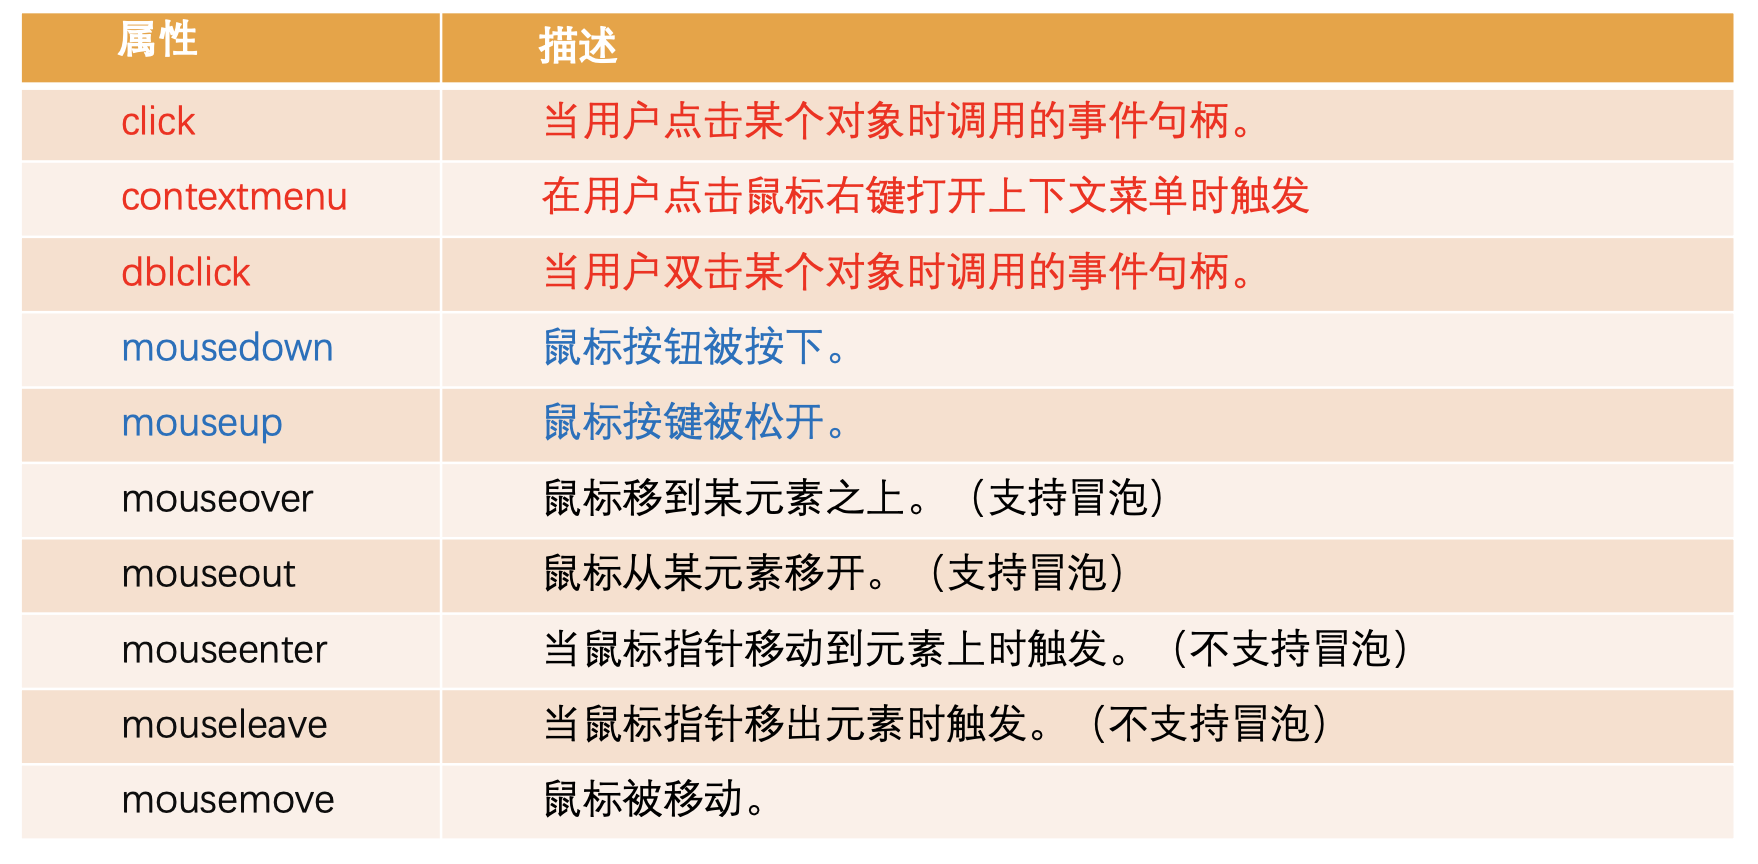 属性 描述
click 当用户点击某个对象时调用的事件句柄。
contextmenu 在用户点击鼠标右键打开上下文菜单时触发
dblclick 当用户双击某个对象时调用的事件句柄。
mousedown 鼠标按钮被按下。
mouseup 鼠标按键被松开。
mouseover 鼠标移到某元素之上。（支持冒泡）
mouseout 鼠标从某元素移开。（支持冒泡）
mouseenter 当鼠标指针移动到元素上时触发。（不支持冒泡）
mouseleave 当鼠标指针移出元素时触发。（不支持冒泡）
mousemove 鼠标被移动。